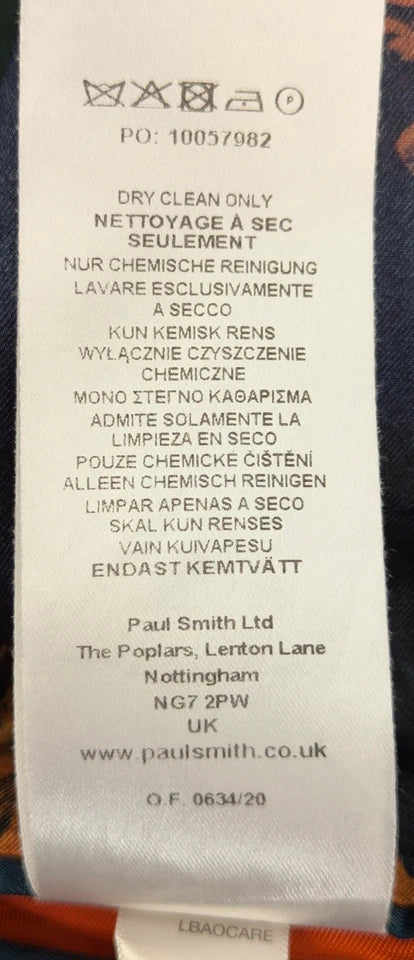 P
PO: 10057982
DRY CLEAN ONLY
NETTOYAGE À SEC
SEULEMENT
NUR CHEMISCHE REINIGUNG
LAVARE ESCLUSIVAMENTE
A SECCO
KUN KEMISK RENS
WYŁĄCZNIE CZYSZCZENIE
CHEMICZNE
ΜΟΝΟ ΣΤΕΓΝΟ ΚΑΘΑΡΙΣΜΑ
ADMITE SOLAMENTE LA
LIMPIEZA EN SECO
POUZE CHEMICKÉ ČIŠTĚNÍ
ALLEEN CHEMISCH REINIGEN
LIMPAR APENAS A SECO
SKAL KUN RENSES
VAIN KUIVAPESU
ENDAST KEMTVÄTT
Paul Smith Ltd
The Poplars, Lenton Lane
Nottingham
NG7 2PW
UK
www.paulsmith.co.uk
O.F. 0634/20
LBAOCARE